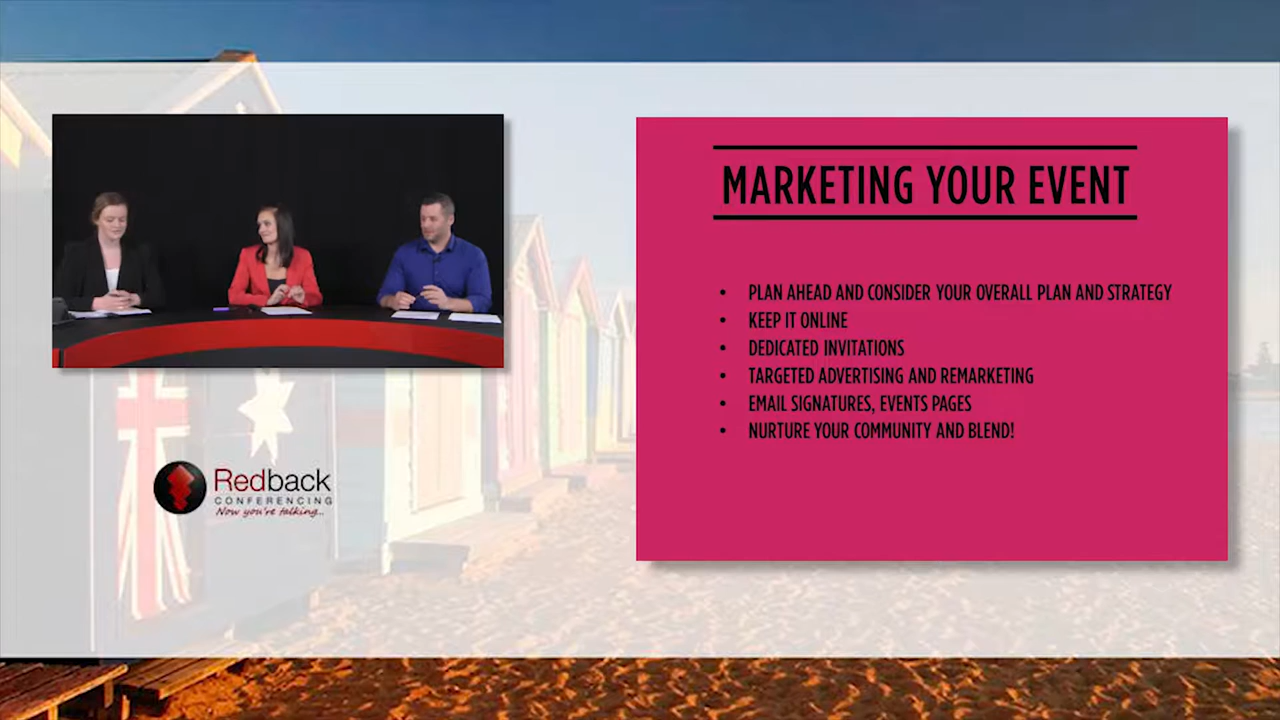 MARKETING YOUR EVENT
• PLAN AHEAD AND CONSIDER YOUR OVERALL PLAN AND STRATEGY
• KEEP IT ONLINE
• DEDICATED INVITATIONS
• TARGETED ADVERTISING AND REMARKETING
• EMAIL SIGNATURES, EVENTS PAGES
• NURTURE YOUR COMMUNITY AND BLEND!
Redback
CONFERENCING
Now you're talking...